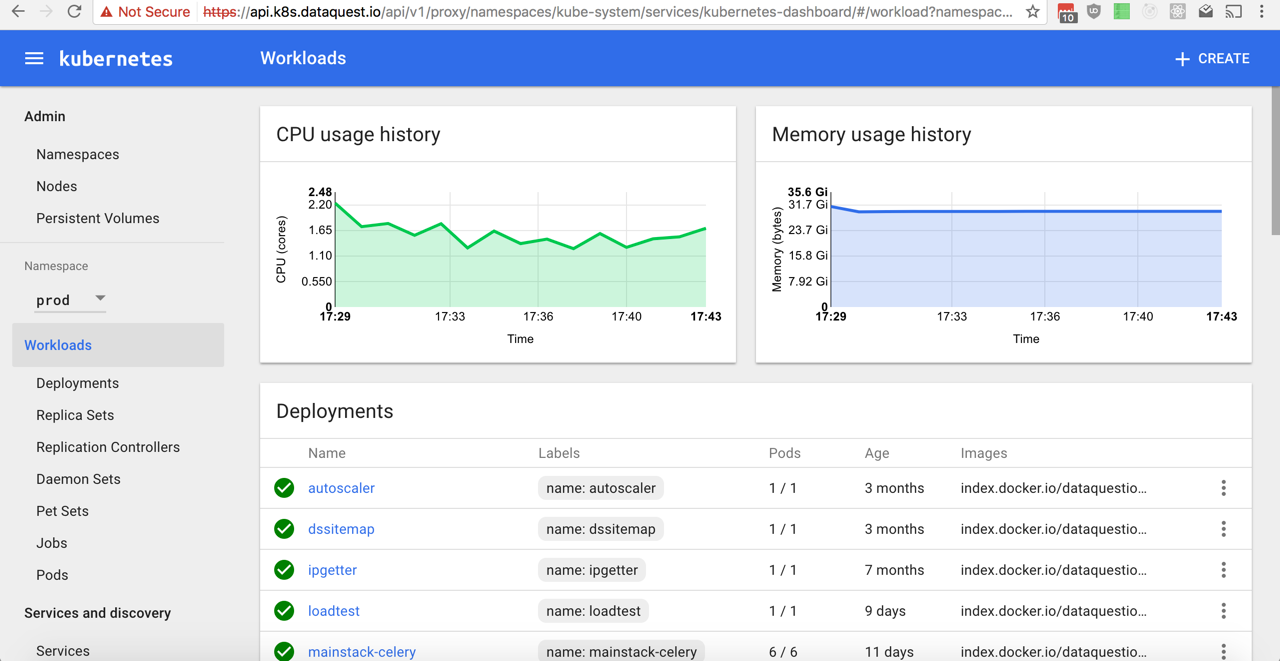 Not Secure https://api.k8s.dataquest.io/api/v1/proxy/namespaces/kube-system/services/kubernetes-dashboard/#/workload?namespac... 10
kubernetes Workloads + CREATE
Admin
Namespaces
Nodes
Persistent Volumes
Namespace
prod
Workloads
Deployments
Replica Sets
Replication Controllers
Daemon Sets
Pet Sets
Jobs
Pods
Services and discovery
Services
CPU usage history
CPU (cores)
2.48
2.20
1.65
1.10
0.550
0
17:29 17:33 17:36 17:40 17:43
Time
Memory usage history
Memory (bytes)
35.6 Gi
31.7 Gi
23.7 Gi
15.8 Gi
7.92 Gi
0
17:29 17:33 17:36 17:40 17:43
Time
Deployments
Name Labels Pods Age Images
autoscaler name: autoscaler 1 / 1 3 months index.docker.io/dataquestio...
dssitemap name: dssitemap 1 / 1 3 months index.docker.io/dataquestio...
ipgetter name: ipgetter 1 / 1 7 months index.docker.io/dataquestio...
loadtest name: loadtest 1 / 1 9 days index.docker.io/dataquestio...
mainstack-celery name: mainstack-celery 6 / 6 11 days index.docker.io/dataquestio...